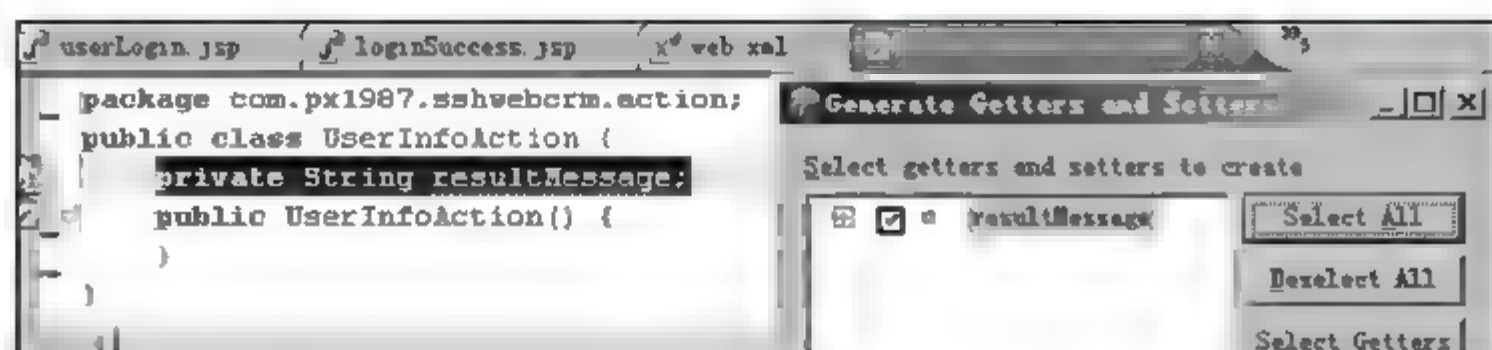 userLogin.jsp
loginSuccess.jsp
web.xml
package com.px1987.sshwebcrm.action;
public class UserInfoAction {
private String resultMessage;
public UserInfoAction() {
}
}
Generate Getters and Setters
Select getters and setters to create
resultMessage
Select All
Deselect All
Select Getters